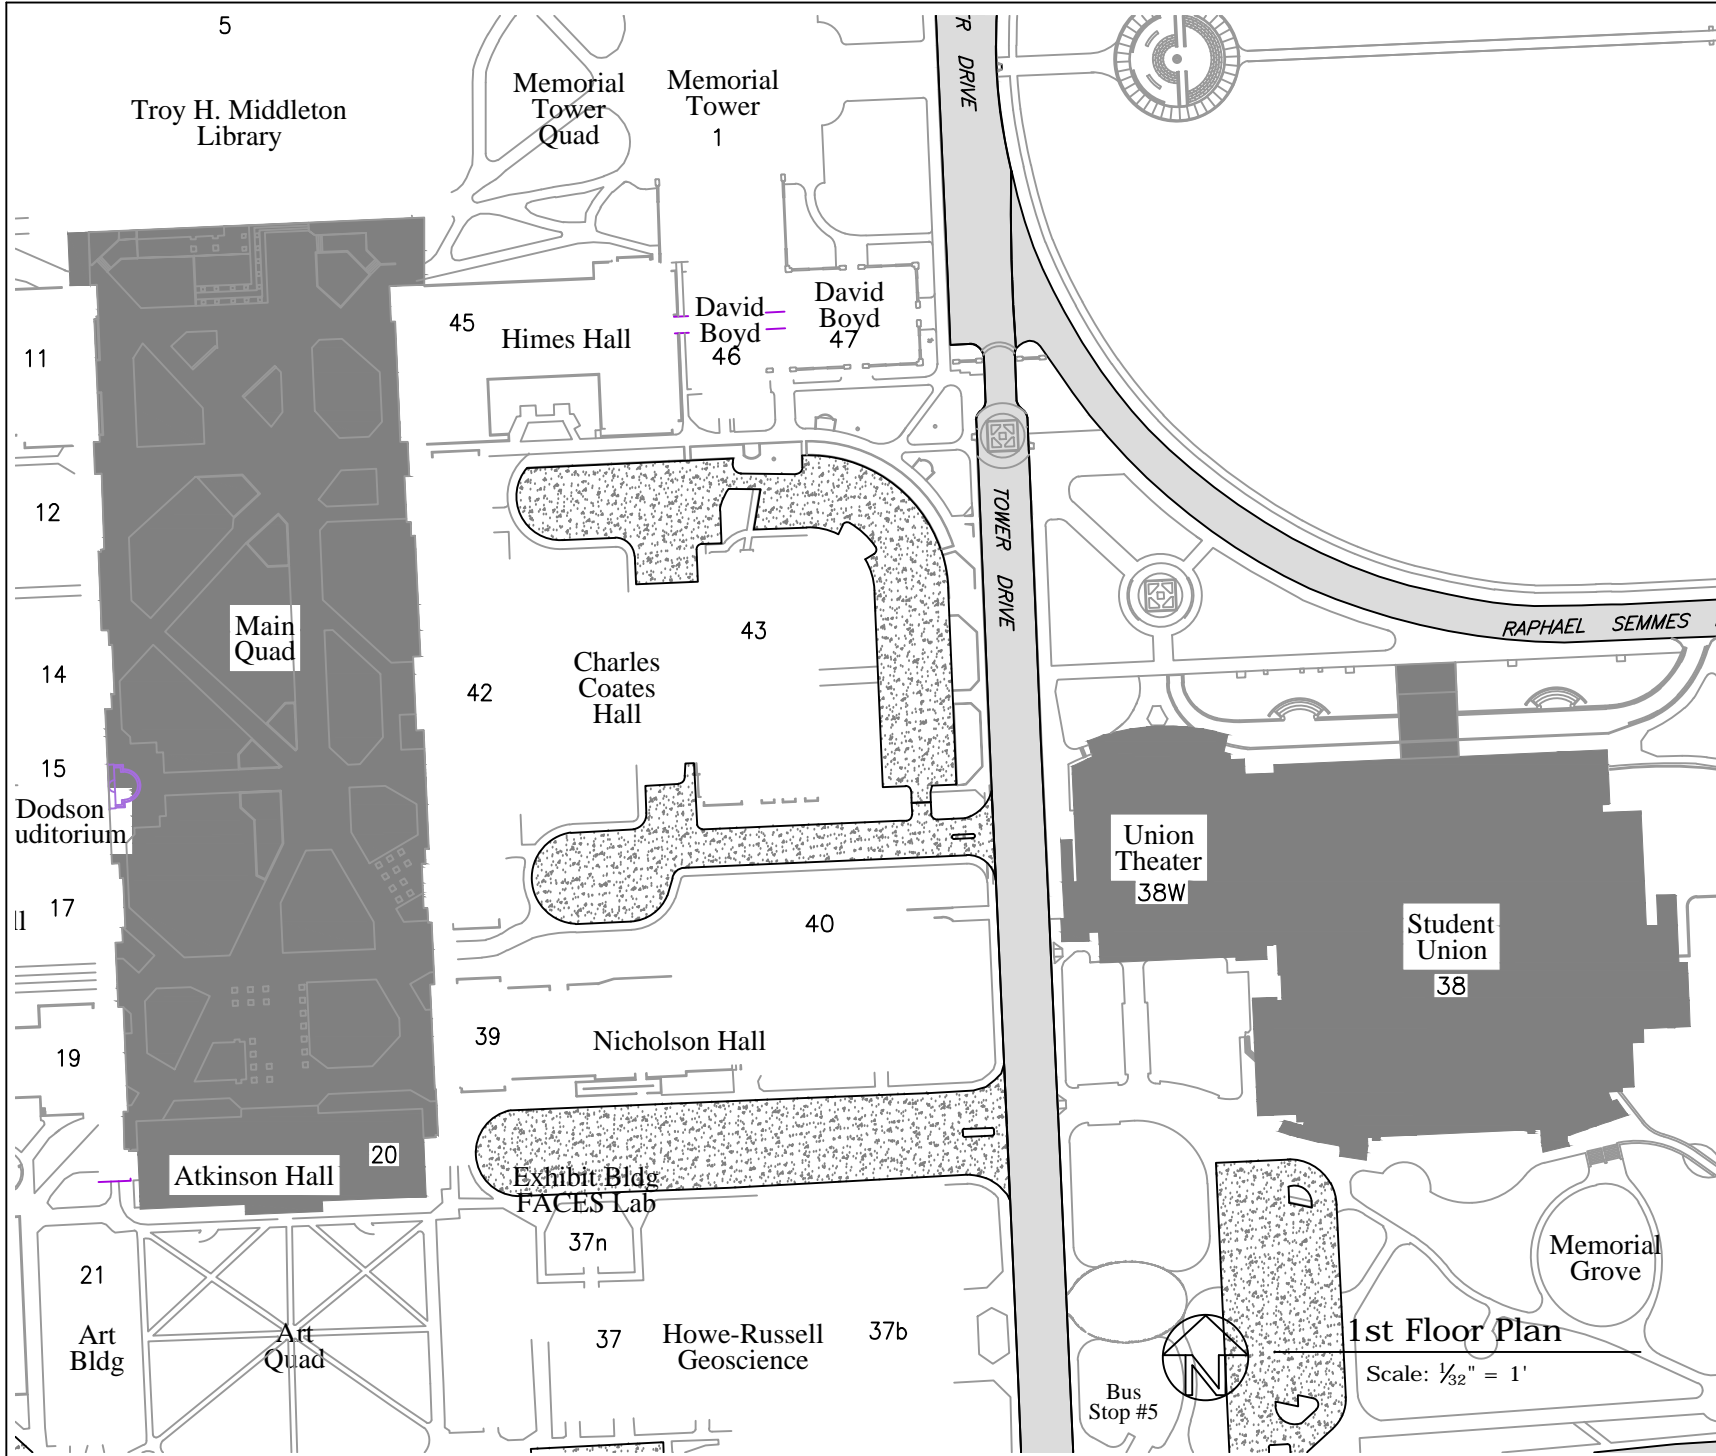 5
Troy H. Middleton
Library
Memorial
Tower
Quad
Memorial
Tower
1
TR DRIVE
11
45
Himes Hall
David
Boyd
46
David
Boyd
47
12
TOWER DRIVE
RAPHAEL SEMMES
14
Main
Quad
42
Charles
Coates
Hall
43
15
Dodson
uditorium
17
ll
40
Union
Theater
38W
Student
Union
38
19
39
Nicholson Hall
20
Atkinson Hall
Exhibit Bldg
FACES Lab
37n
21
Art
Bldg
Art
Quad
37
Howe-Russell
Geoscience
37b
Memorial
Grove
Bus
Stop #5
N
1st Floor Plan
Scale: 1⁄32" = 1'